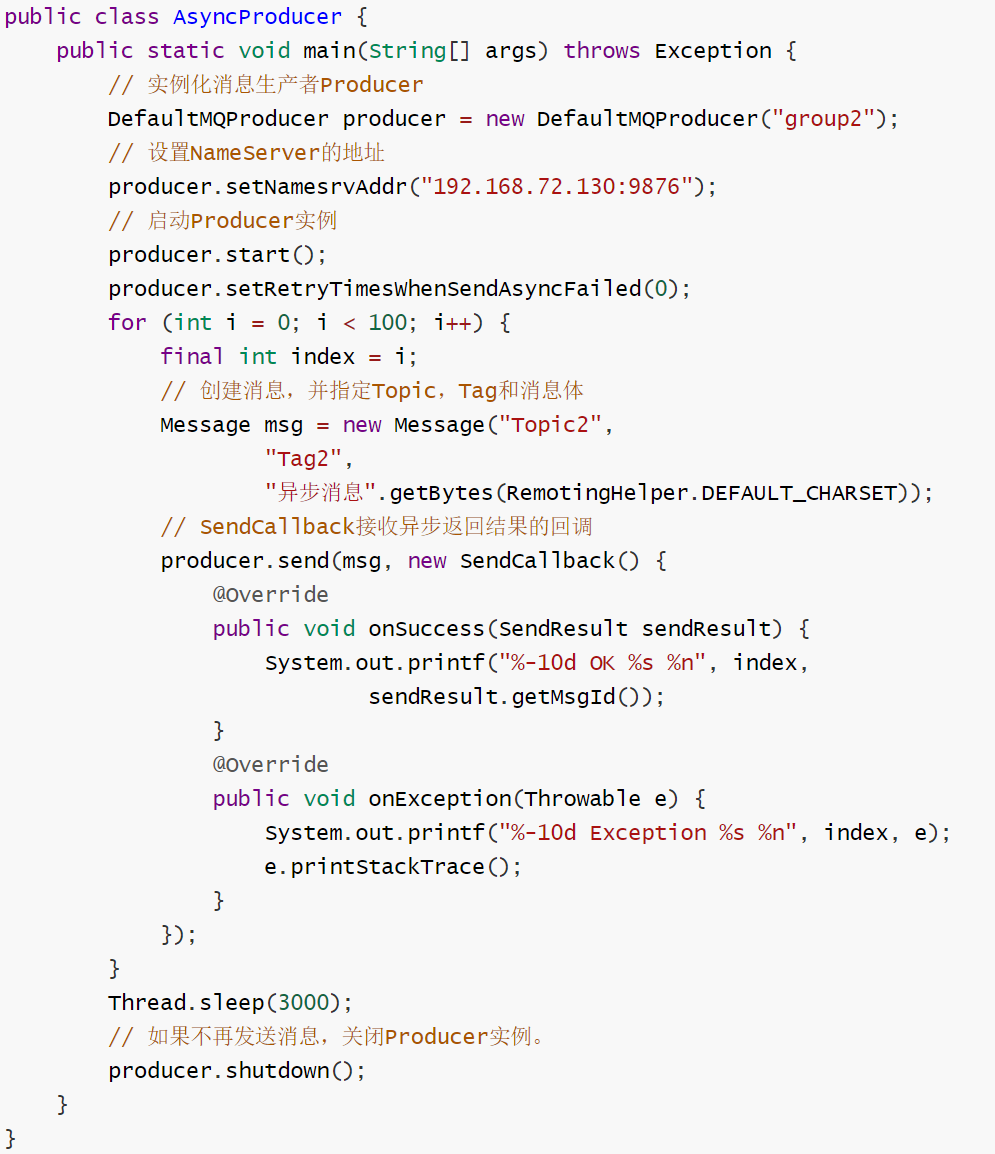 public class AsyncProducer {
    public static void main(String[] args) throws Exception {
        // 实例化消息生产者Producer
        DefaultMQProducer producer = new DefaultMQProducer("group2");
        // 设置NameServer的地址
        producer.setNamesrvAddr("192.168.72.130:9876");
        // 启动Producer实例
        producer.start();
        producer.setRetryTimesWhenSendAsyncFailed(0);
        for (int i = 0; i < 100; i++) {
            final int index = i;
            // 创建消息，并指定Topic，Tag和消息体
            Message msg = new Message("Topic2",
                    "Tag2",
                    "异步消息".getBytes(RemotingHelper.DEFAULT_CHARSET));
            // SendCallback接收异步返回结果的回调
            producer.send(msg, new SendCallback() {
                @Override
                public void onSuccess(SendResult sendResult) {
                    System.out.printf("%-10d OK %s %n", index,
                            sendResult.getMsgId());
                }
                @Override
                public void onException(Throwable e) {
                    System.out.printf("%-10d Exception %s %n", index, e);
                    e.printStackTrace();
                }
            });
        }
        Thread.sleep(3000);
        // 如果不再发送消息，关闭Producer实例。
        producer.shutdown();
    }
}